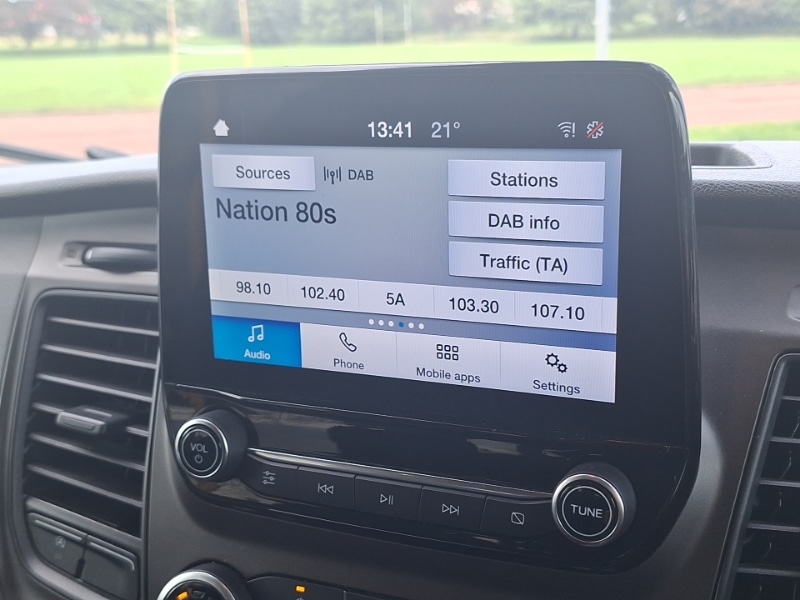 13:41 21°
Sources DAB
Stations
Nation 80s
DAB info
Traffic (TA)
98.10 102.40 5A 103.30 107.10
Audio Phone Mobile apps Settings
VOL
TUNE